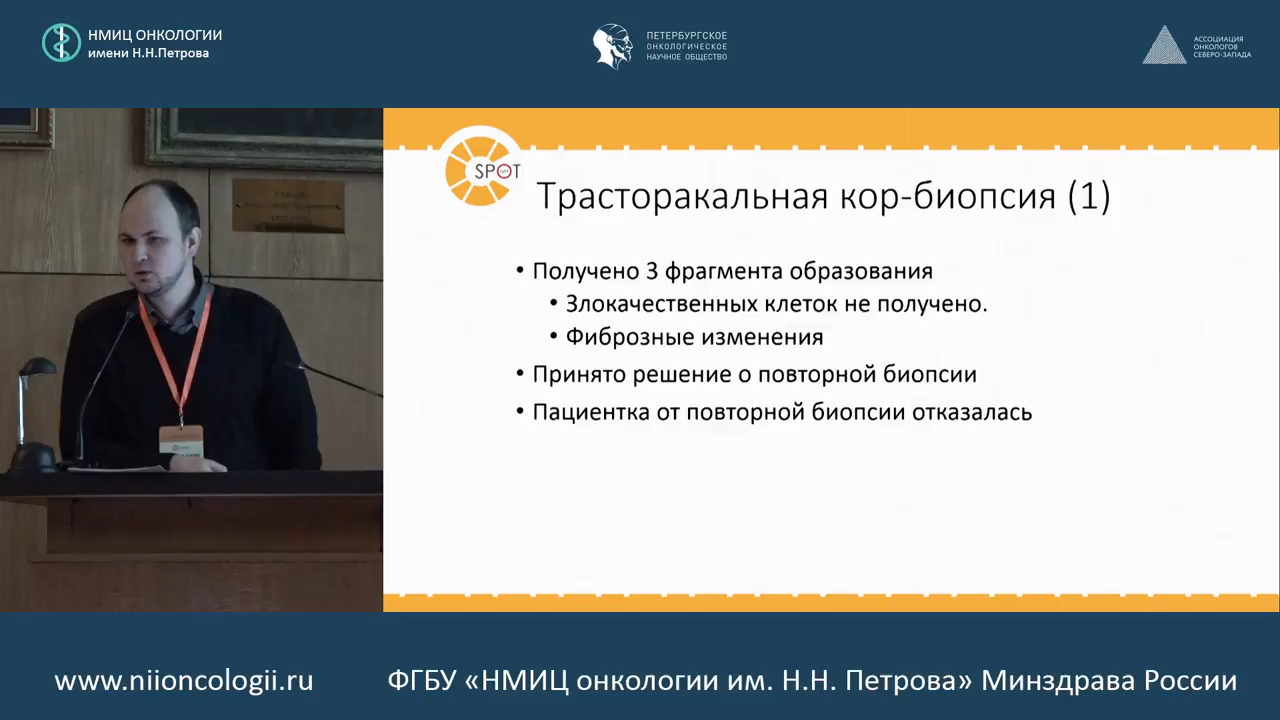 НМИЦ ОНКОЛОГИИ
имени Н.Н.Петрова
ПЕТЕРБУРГСКОЕ
ОНКОЛОГИЧЕСКОЕ
НАУЧНОЕ ОБЩЕСТВО
АССОЦИАЦИЯ
ОНКОЛОГОВ
СЕВЕРО-ЗАПАДА
SPOT
Трасторакальная кор-биопсия (1)
• Получено 3 фрагмента образования
• Злокачественных клеток не получено.
• Фиброзные изменения
• Принято решение о повторной биопсии
• Пациентка от повторной биопсии отказалась
www.niioncologii.ru
ФГБУ «НМИЦ онкологии им. Н.Н. Петрова» Минздрава России